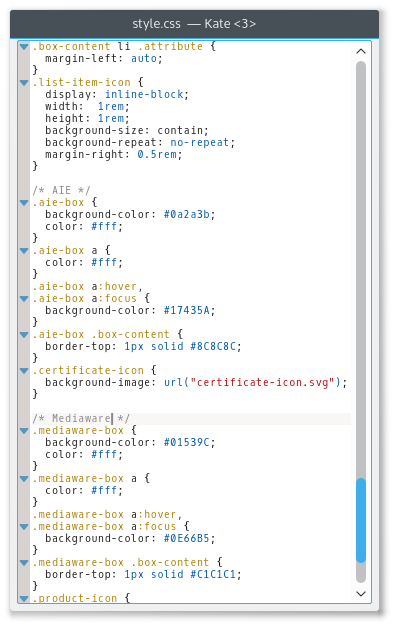 style.css — Kate <3>
.box-content li .attribute {
  margin-left: auto;
}
.list-item-icon {
  display: inline-block;
  width:  1rem;
  height: 1rem;
  background-size: contain;
  background-repeat: no-repeat;
  margin-right: 0.5rem;
}

/* AIE */
.aie-box {
  background-color: #0a2a3b;
  color: #fff;
}
.aie-box a {
  color: #fff;
}
.aie-box a:hover,
.aie-box a:focus {
  background-color: #17435A;
}
.aie-box .box-content {
  border-top: 1px solid #8C8C8C;
}
.certificate-icon {
  background-image: url("certificate-icon.svg");
}

/* Mediaware */
.mediaware-box {
  background-color: #01539C;
  color: #fff;
}
.mediaware-box a {
  color: #fff;
}
.mediaware-box a:hover,
.mediaware-box a:focus {
  background-color: #0E66B5;
}
.mediaware-box .box-content {
  border-top: 1px solid #C1C1C1;
}
.product-icon {